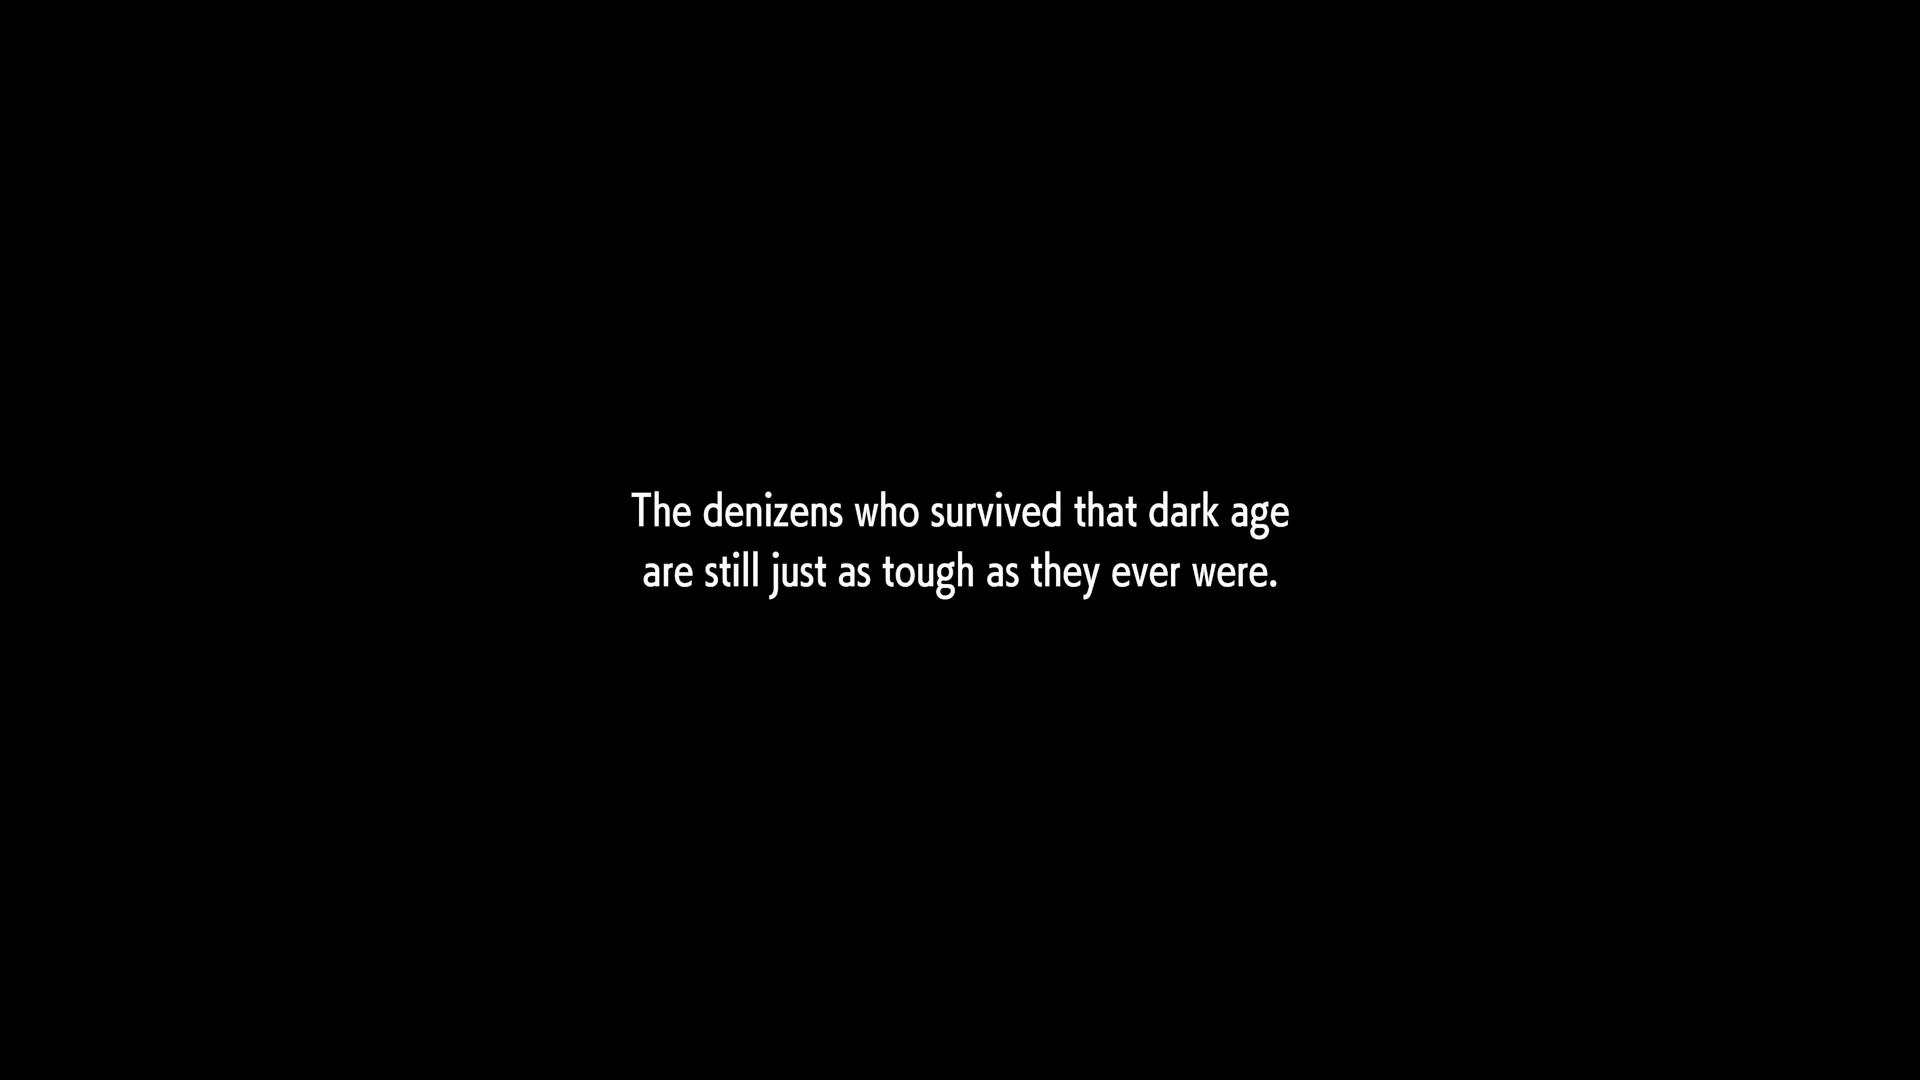 The denizens who survived that dark age
are still just as tough as they ever were.